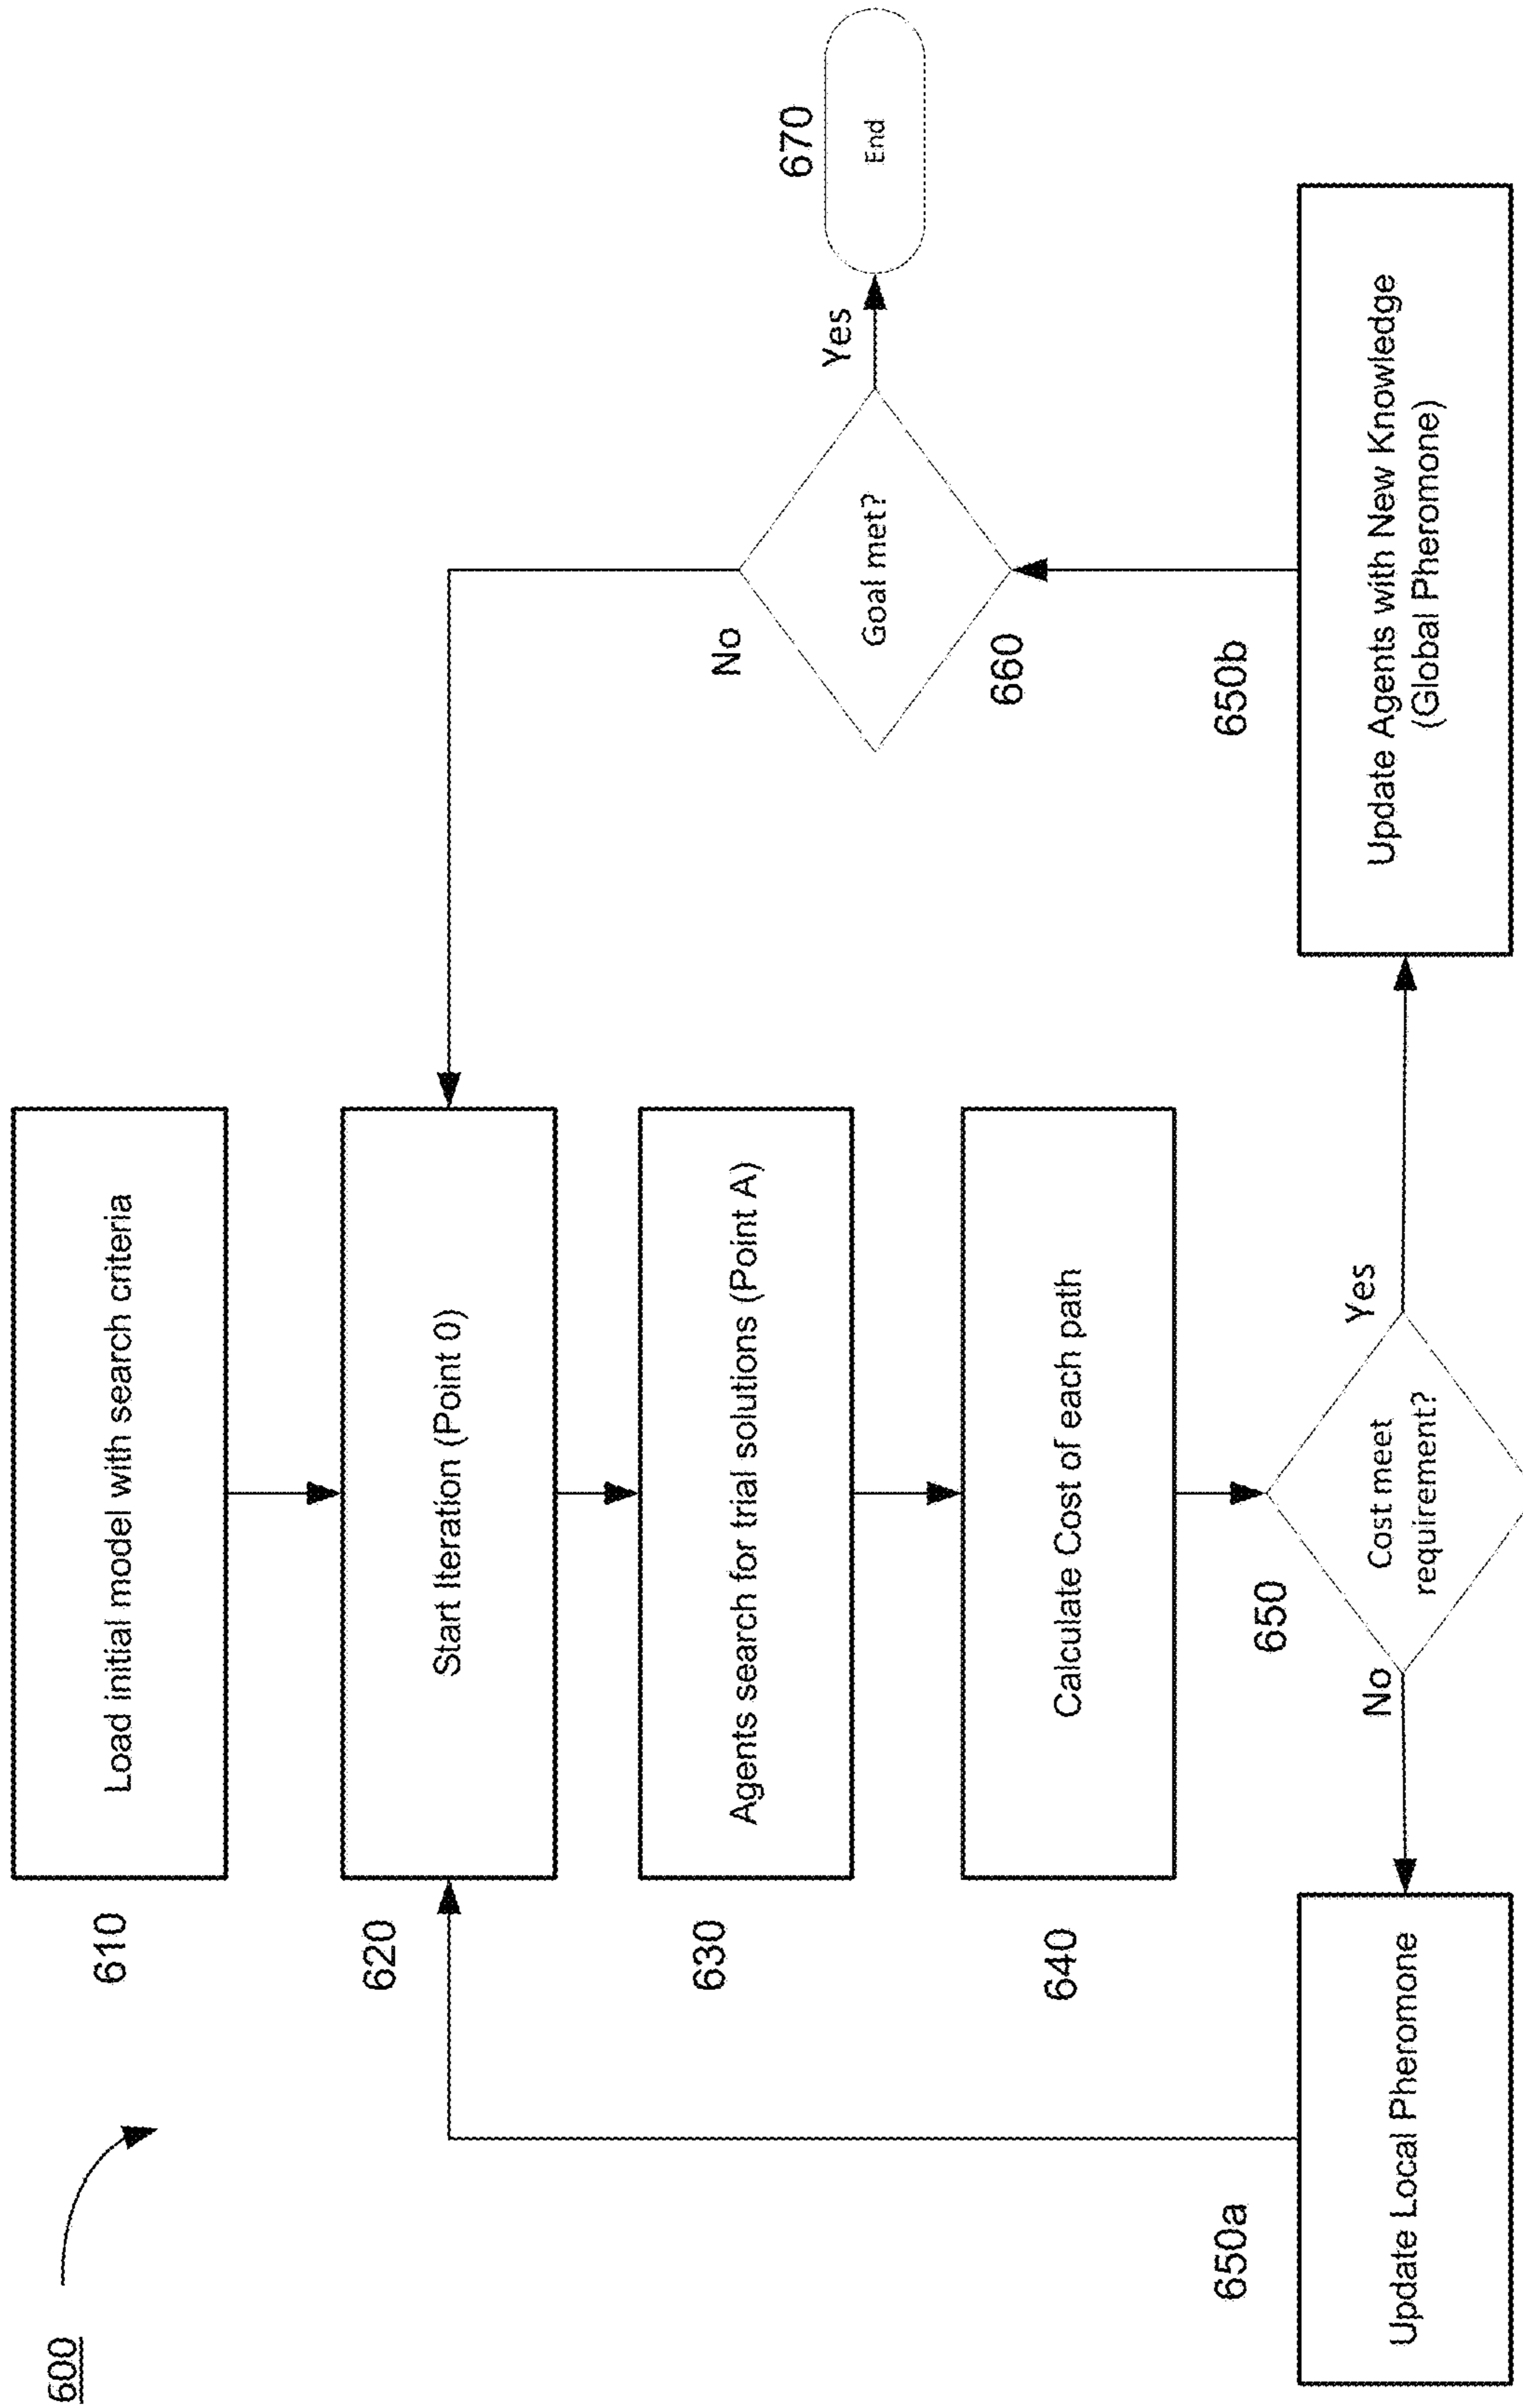 600
610
Load initial model with search criteria
620
Start Iteration (Point 0)
630
Agents search for trial solutions (Point A)
640
Calculate Cost of each path
650
Cost meet
requirement?
No
Yes
650a
Update Local Pheromone
650b
Update Agents with New Knowledge
(Global Pheromone)
660
Goal met?
No
Yes
670
End